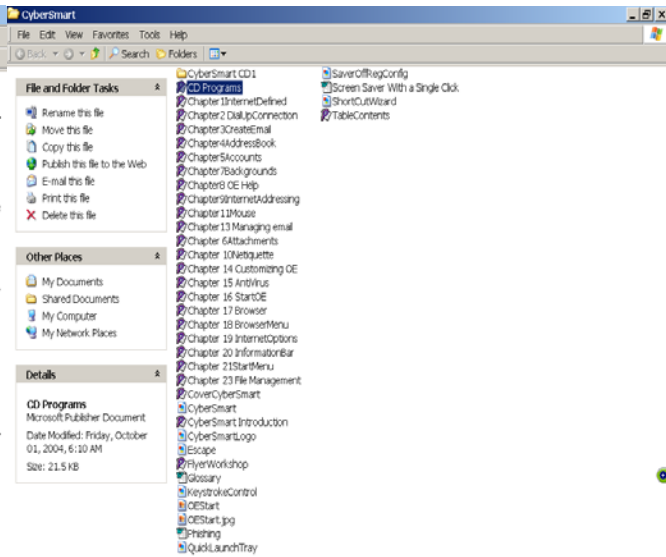 CyberSmart
File Edit View Favorites Tools Help
Back Search Folders
File and Folder Tasks
Rename this file
Move this file
Copy this file
Publish this file to the Web
E-mail this file
Print this file
Delete this file
Other Places
My Documents
Shared Documents
My Computer
My Network Places
Details
CD Programs
Microsoft Publisher Document
Date Modified: Friday, October
01, 2004, 6:10 AM
Size: 21.5 KB
CyberSmart CD1
CD Programs
Chapter 1InternetDefined
Chapter2 DialUpConnection
Chapter3CreateEmail
Chapter4AddressBook
Chapter5Accounts
Chapter7Backgrounds
Chapter8 OE Help
Chapter9InternetAddressing
Chapter11Mouse
Chapter13 Managing email
Chapter 6Attachments
Chapter 10Netiquette
Chapter 14 Customizing OE
Chapter 15 AntiVirus
Chapter 16 StartOE
Chapter 17 Browser
Chapter 18 BrowserMenu
Chapter 19 InternetOptions
Chapter 20 InformationBar
Chapter 21StartMenu
Chapter 23 File Management
CoverCyberSmart
CyberSmart
CyberSmart Introduction
CyberSmartLogo
Escape
FlyerWorkshop
Glossary
KeystrokeControl
OEStart
OEStart.jpg
Phishing
QuickLaunchTray
SaverOffRegConfig
Screen Saver With a Single Click
ShortCutWizard
TableContents